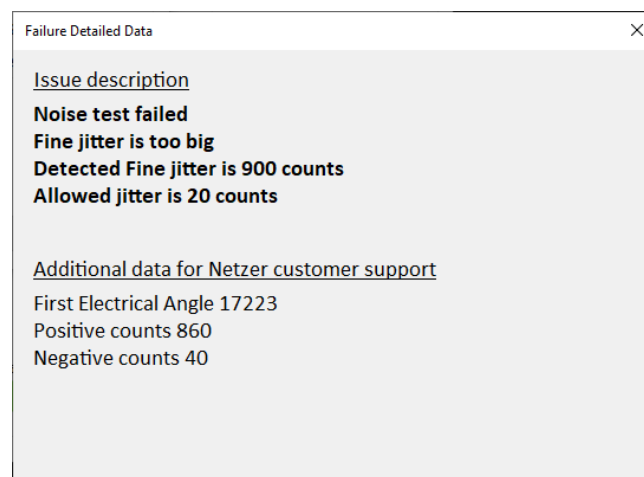 Failure Detailed Data
Issue description
Noise test failed
Fine jitter is too big
Detected Fine jitter is 900 counts
Allowed jitter is 20 counts
Additional data for Netzer customer support
First Electrical Angle 17223
Positive counts 860
Negative counts 40